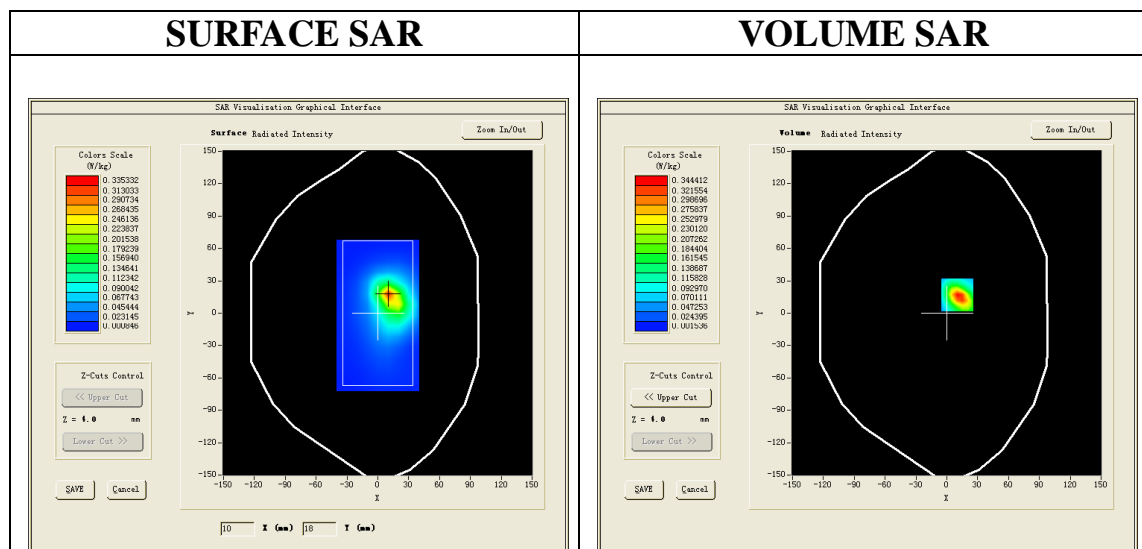 SURFACE SAR
SAR Visualisation Graphical Interface
Surface Radiated Intensity
Zoom In/Out
Colors Scale
(W/kg)
0.335332
0.313033
0.290734
0.268435
0.246136
0.223837
0.201538
0.179239
0.156940
0.134641
0.112342
0.090042
0.067743
0.045444
0.023145
0.000846
Z-Cuts Control
<< Upper Cut
Z = 4.0 mm
Lower Cut >>
SAVE Cancel
150
120
90
60
30
0
-30
-60
-90
-120
-150
Y
-150 -120 -90 -60 -30 0 30 60 90 120 150
X
10 X (mm) 18 Y (mm)
VOLUME SAR
SAR Visualisation Graphical Interface
Volume Radiated Intensity
Zoom In/Out
Colors Scale
(W/kg)
0.344412
0.321554
0.298696
0.275837
0.252979
0.230120
0.207262
0.184404
0.161545
0.138687
0.115828
0.092970
0.070111
0.047253
0.024395
0.001536
Z-Cuts Control
<< Upper Cut
Z = 4.0 mm
Lower Cut >>
SAVE Cancel
150
120
90
60
30
0
-30
-60
-90
-120
-150
Y
-150 -120 -90 -60 -30 0 30 60 90 120 150
X